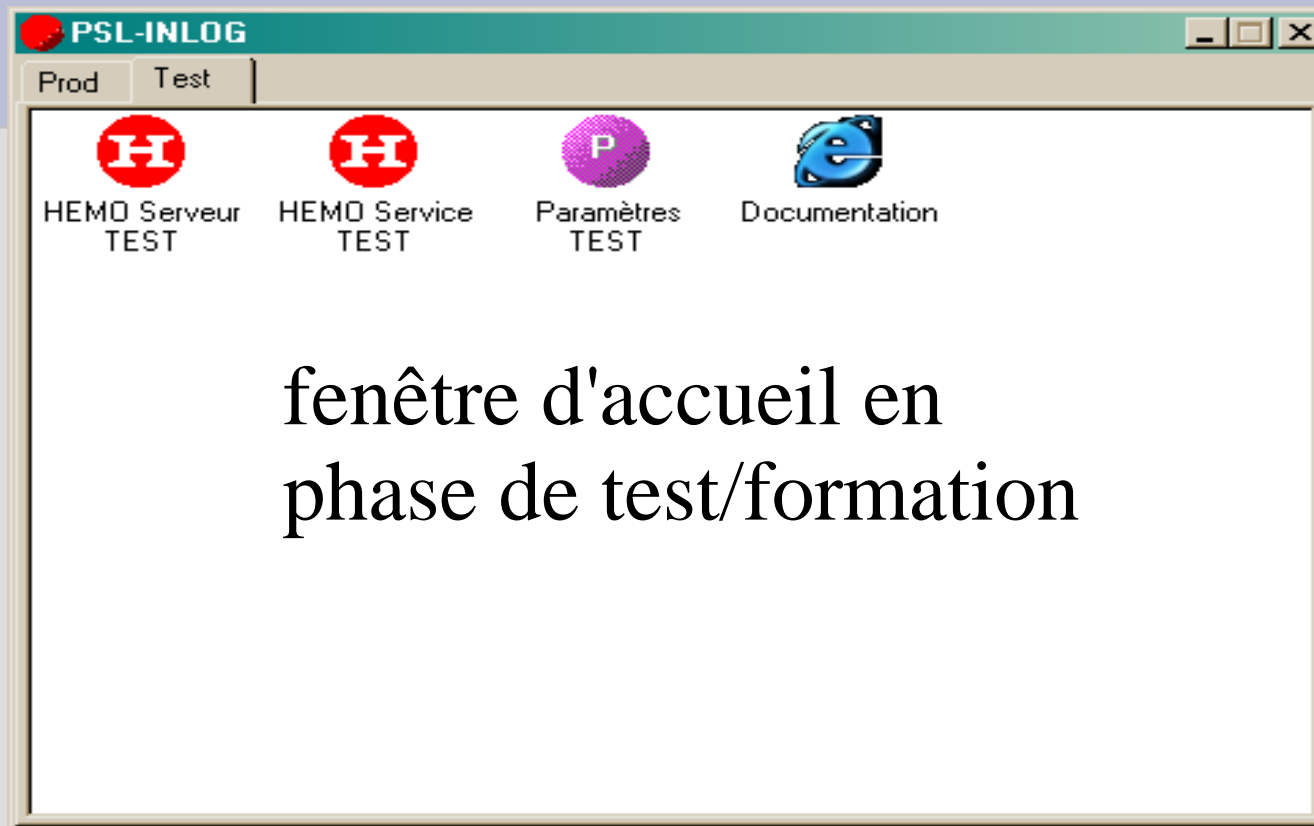 PSL-INLOG
Prod Test
H H P
HEMO Serveur HEMO Service Paramètres Documentation
TEST TEST TEST
fenêtre d'accueil en
phase de test/formation